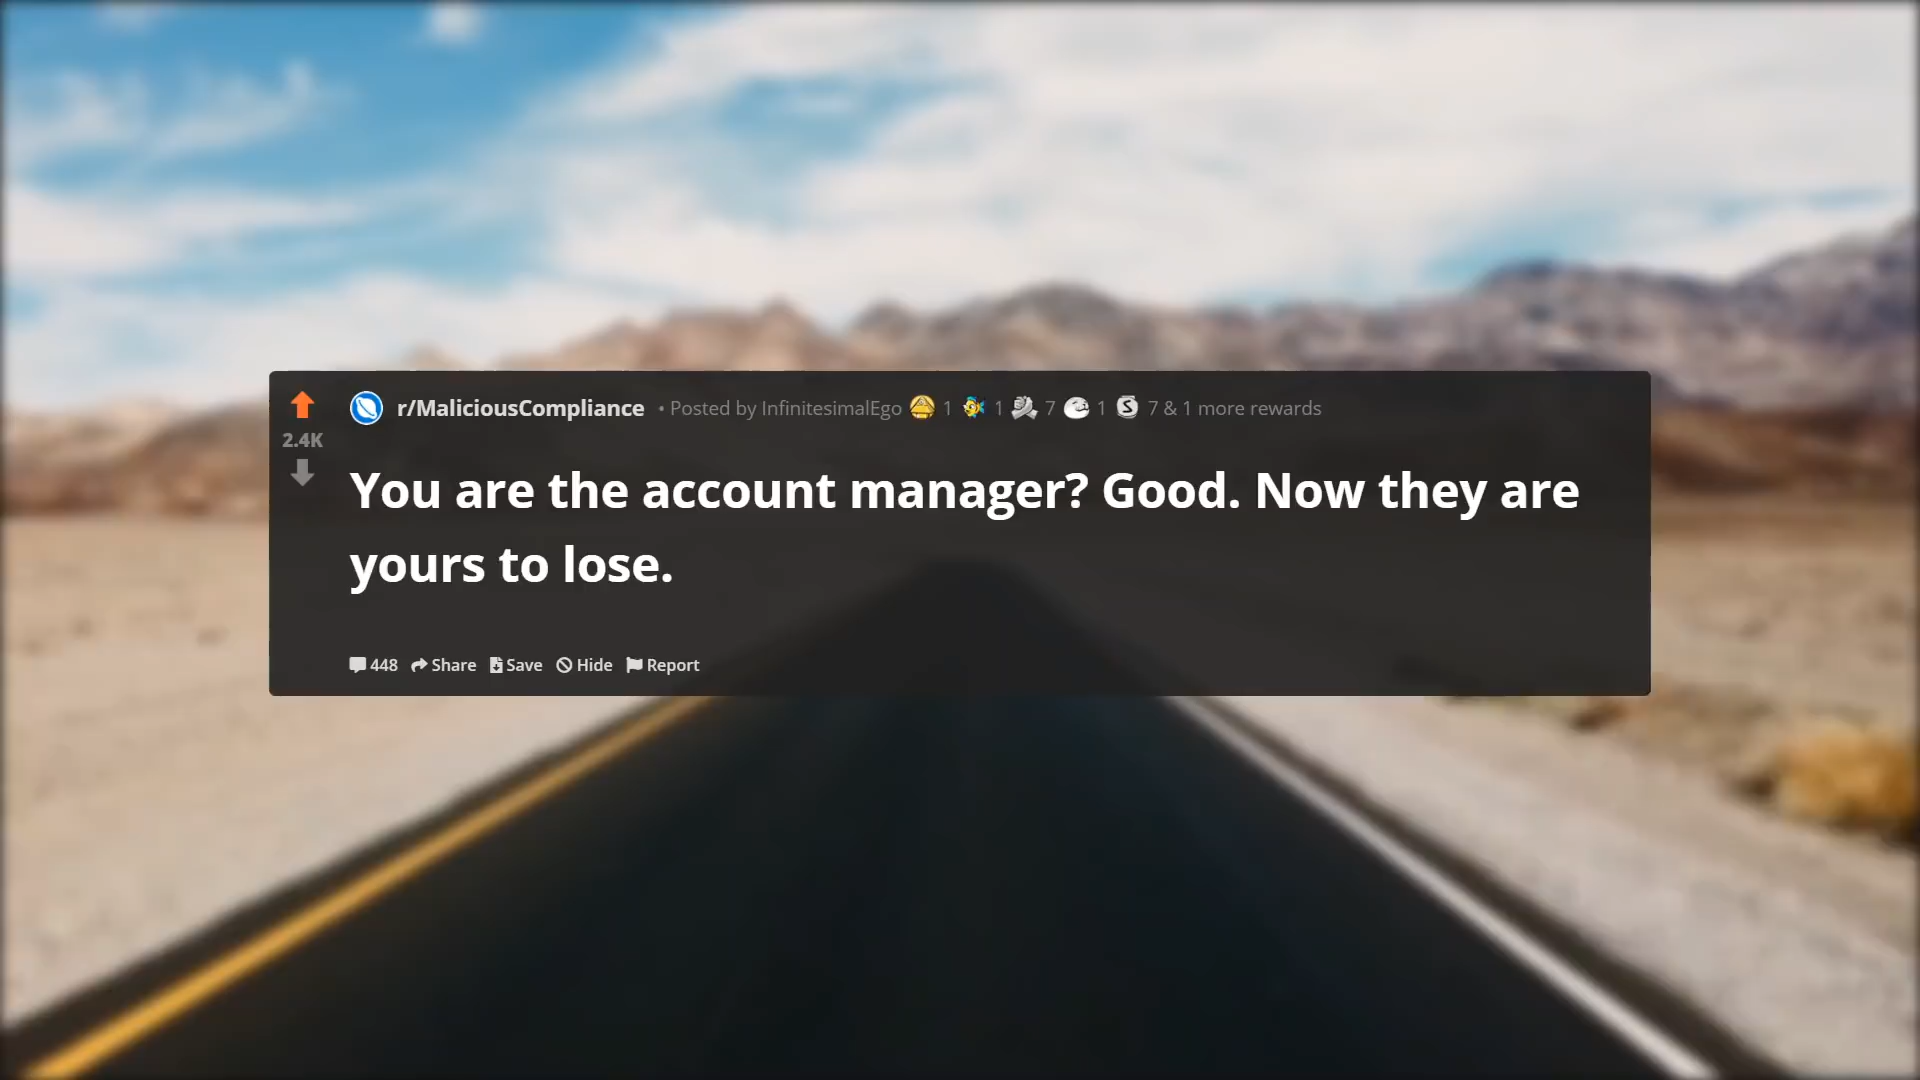 r/MaliciousCompliance • Posted by InfinitesimalEgo 1 1 7 1 S 7 & 1 more rewards
2.4K
You are the account manager? Good. Now they are
yours to lose.
448 Share Save Hide Report